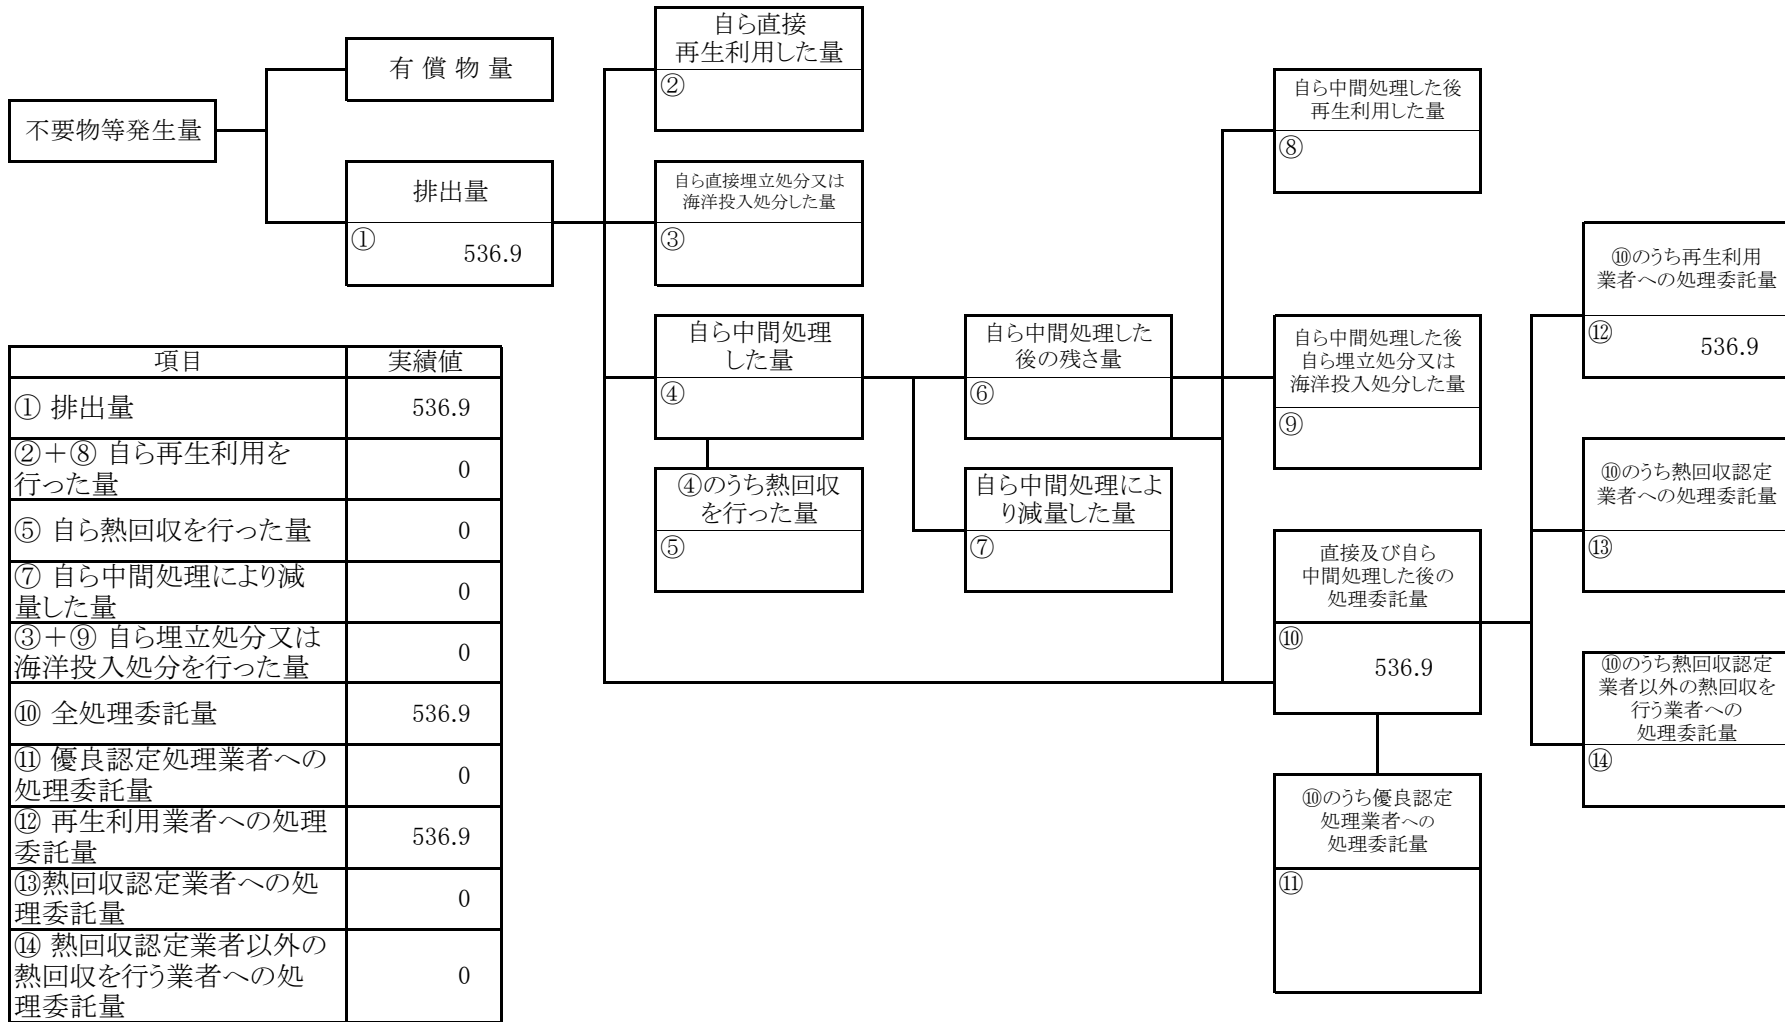 不要物等発生量
有 償 物 量
排出量
①
536.9
自ら直接
再生利用した量
②
自ら直接埋立処分又は
海洋投入処分した量
③
自ら中間処理
した量
④
④のうち熱回収
を行った量
⑤
自ら中間処理した
後の残さ量
⑥
自ら中間処理によ
り減量した量
⑦
自ら中間処理した後
再生利用した量
⑧
自ら中間処理した後
自ら埋立処分又は
海洋投入処分した量
⑨
直接及び自ら
中間処理した後の
処理委託量
⑩
536.9
⑩のうち優良認定
処理業者への
処理委託量
⑪
⑩のうち再生利用
業者への処理委託量
⑫
536.9
⑩のうち熱回収認定
業者への処理委託量
⑬
⑩のうち熱回収認定
業者以外の熱回収を
行う業者への
処理委託量
⑭
項目 実績値
① 排出量 536.9
②＋⑧ 自ら再生利用を
行った量 0
⑤ 自ら熱回収を行った量 0
⑦ 自ら中間処理により減
量した量 0
③＋⑨ 自ら埋立処分又は
海洋投入処分を行った量 0
⑩ 全処理委託量 536.9
⑪ 優良認定処理業者への
処理委託量 0
⑫ 再生利用業者への処理
委託量 536.9
⑬熱回収認定業者への処
理委託量 0
⑭ 熱回収認定業者以外の
熱回収を行う業者への処
理委託量 0